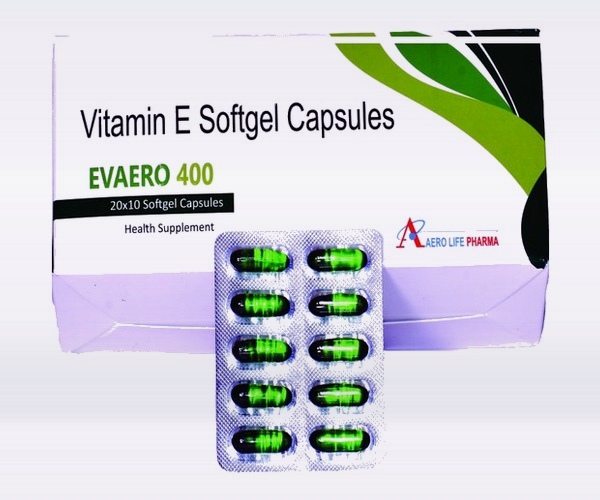 Vitamin E Softgel Capsules
EVAERO 400
20x10 Softgel Capsules
Health Supplement
AERO LIFE PHARMA